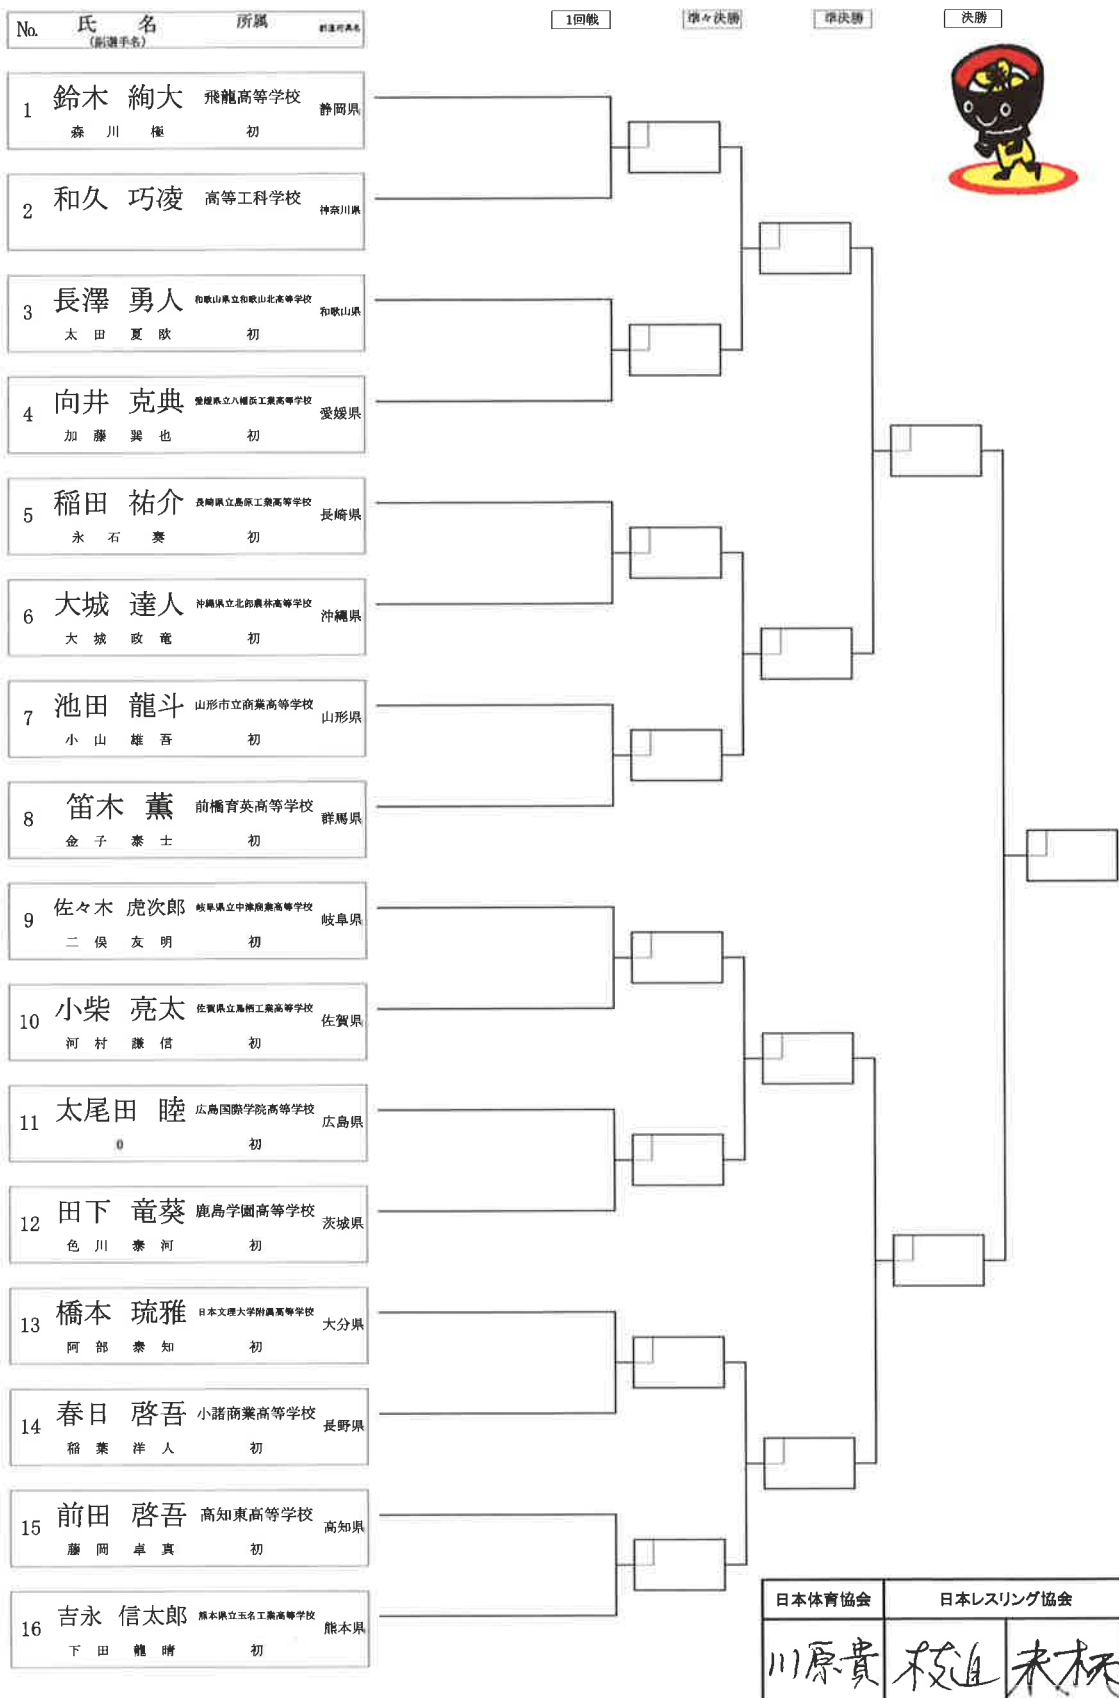 No. 氏 名 所属 都道府県名 1回戦 準々決勝 準決勝 決勝
(副選手名)
1 鈴木 絢大 飛龍高等学校 静岡県
森川 極 初
2 和久 巧凌 高等工科学校 神奈川県
3 長澤 勇人 和歌山県立和歌山北高等学校 和歌山県
太田 夏 初
4 向井 克典 愛媛県立八幡浜工業高等学校 愛媛県
加藤 巽也 初
5 稲田 祐介 長崎県立島原工業高等学校 長崎県
永石 初
6 大城 達人 沖縄県立北部農林高等学校 沖縄県
大城 政竜 初
7 池田 龍斗 山形市立商業高等学校 山形県
小山 雄吾 初
8 笛木 薫 前橋育英高等学校 群馬県
金子 泰士 初
9 佐々木 虎次郎 岐阜県立中津商業高等学校 岐阜県
二俣 友明 初
10 小柴 亮太 佐賀県立鳥栖工業高等学校 佐賀県
河村 謙信 初
11 太尾田 睦 広島国際学院高等学校 広島県
0 初
12 田下 竜葵 鹿島学園高等学校 茨城県
色川 泰河 初
13 橋本 琉雅 日本文理大学附属高等学校 大分県
阿部 泰知 初
14 春日 啓吾 小諸商業高等学校 長野県
稲葉 洋人 初
15 前田 啓吾 高知東高等学校 高知県
藤岡 卓真 初
16 吉永 信太郎 熊本県立玉名工業高等学校 熊本県
下田 龍晴 初
日本体育協会 日本レスリング協会
川原貴